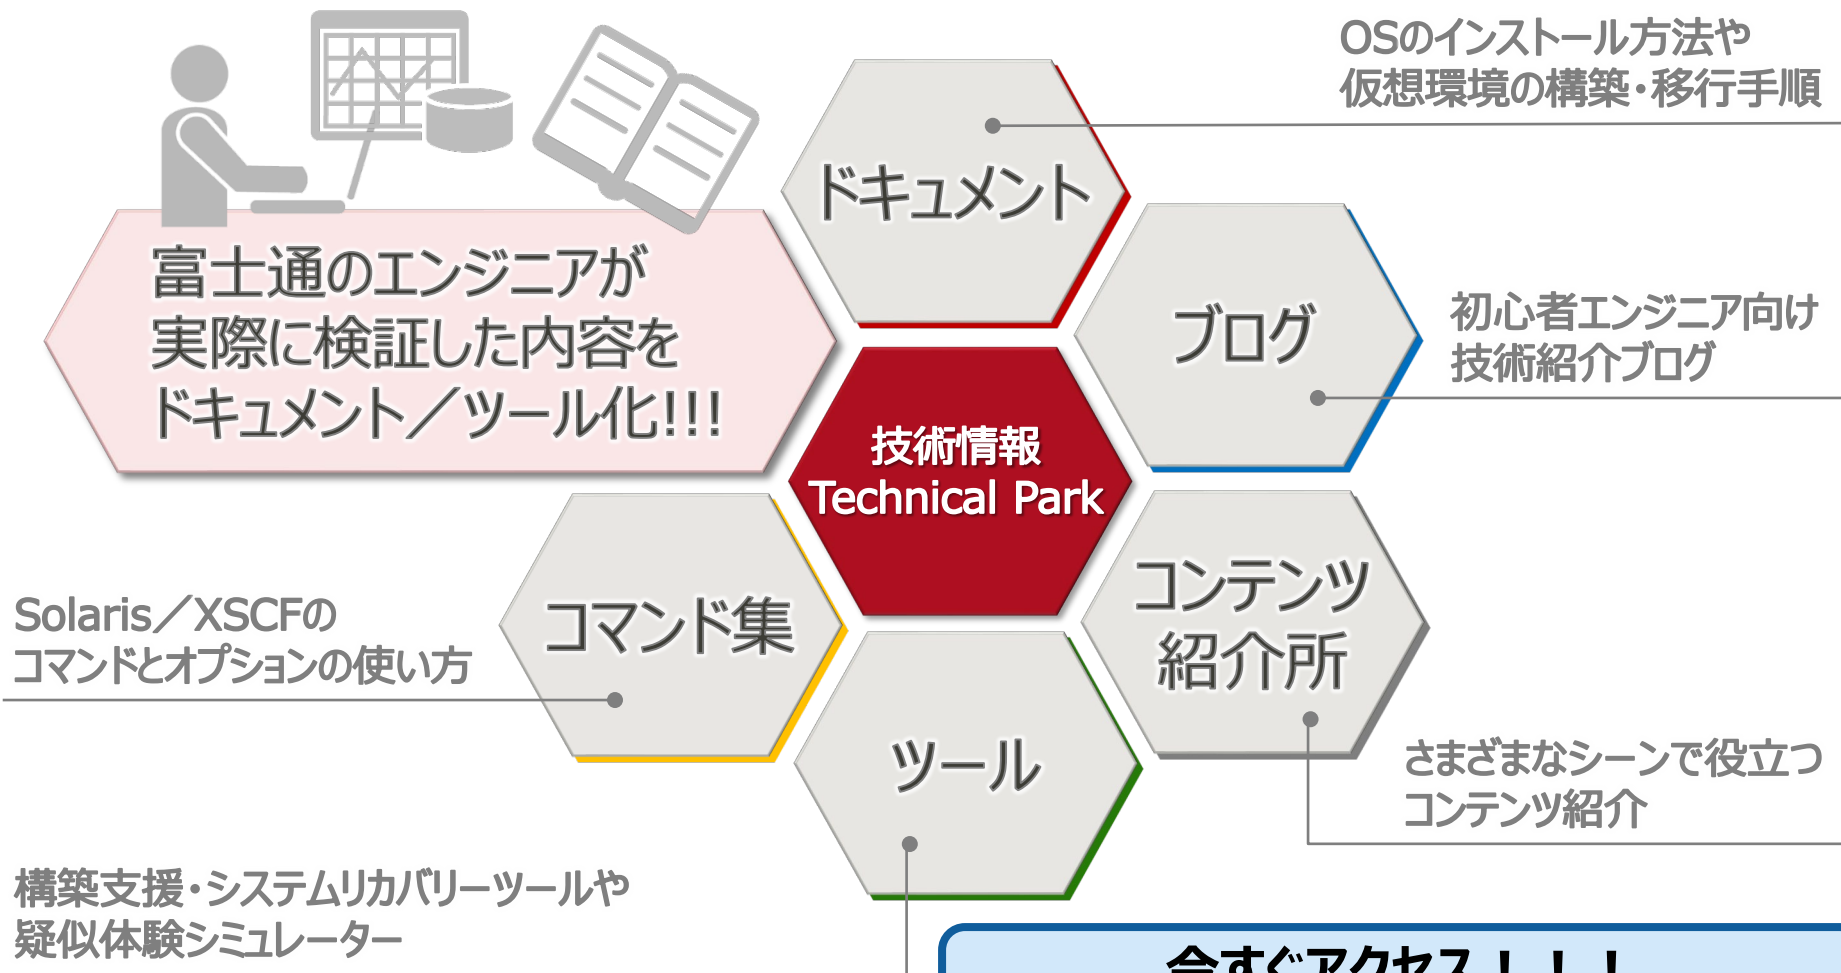 OSのインストール方法や
仮想環境の構築・移行手順
ドキュメント
富士通のエンジニアが
実際に検証した内容を
ドキュメント／ツール化!!!
ブログ
初心者エンジニア向け
技術紹介ブログ
技術情報
Technical Park
コンテンツ
紹介所
Solaris／XSCFの
コマンドとオプションの使い方
コマンド集
ツール
さまざまなシーンで役立つ
コンテンツ紹介
構築支援・システムリカバリーツールや
疑似体験シミュレーター
今すぐアクセス！！！